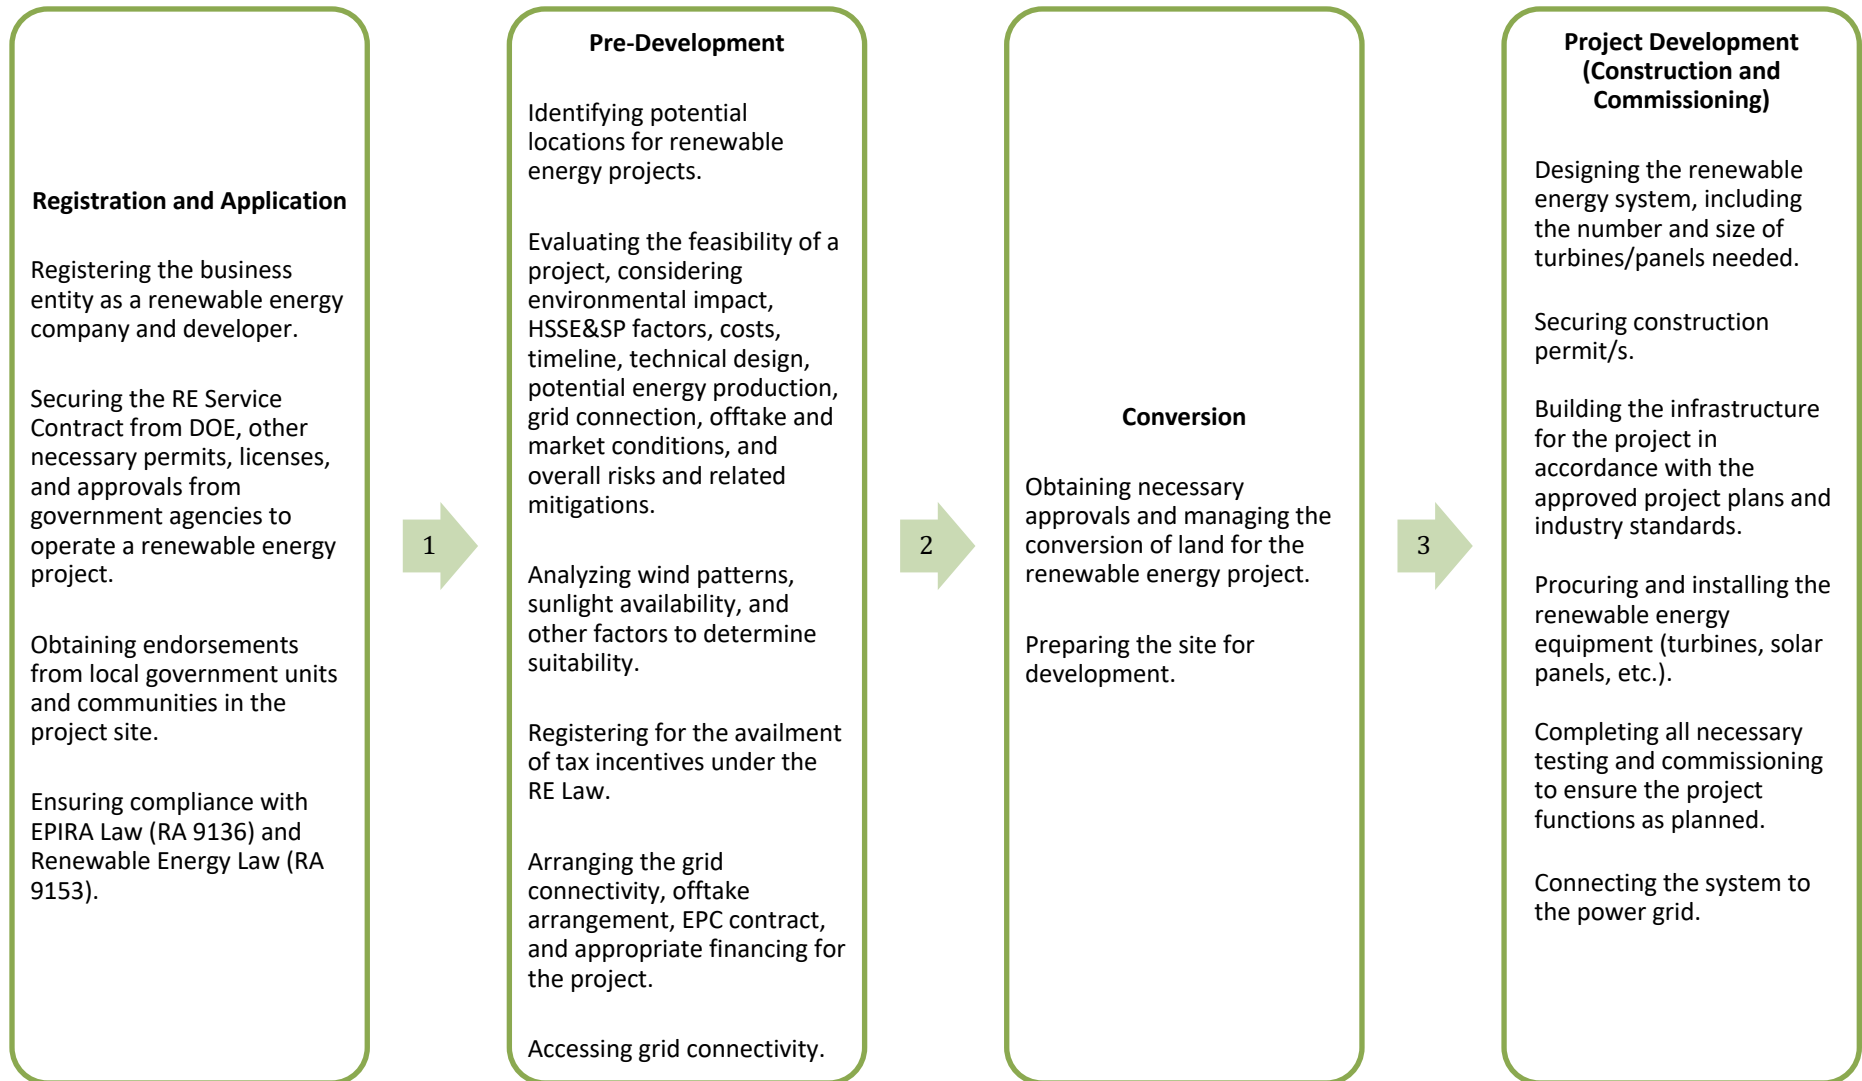 Registration and Application
Registering the business
entity as a renewable energy
company and developer.
Securing the RE Service
Contract from DOE, other
necessary permits, licenses,
and approvals from
government agencies to
operate a renewable energy
project.
Obtaining endorsements
from local government units
and communities in the
project site.
Ensuring compliance with
EPIRA Law (RA 9136) and
Renewable Energy Law (RA
9153).
1
Pre-Development
Identifying potential
locations for renewable
energy projects.
Evaluating the feasibility of a
project, considering
environmental impact,
HSSE&SP factors, costs,
timeline, technical design,
potential energy production,
grid connection, offtake and
market conditions, and
overall risks and related
mitigations.
Analyzing wind patterns,
sunlight availability, and
other factors to determine
suitability.
Registering for the availment
of tax incentives under the
RE Law.
Arranging the grid
connectivity, offtake
arrangement, EPC contract,
and appropriate financing for
the project.
Accessing grid connectivity.
2
Conversion
Obtaining necessary
approvals and managing the
conversion of land for the
renewable energy project.
Preparing the site for
development.
3
Project Development
(Construction and
Commissioning)
Designing the renewable
energy system, including
the number and size of
turbines/panels needed.
Securing construction
permit/s.
Building the infrastructure
for the project in
accordance with the
approved project plans and
industry standards.
Procuring and installing the
renewable energy
equipment (turbines, solar
panels, etc.).
Completing all necessary
testing and commissioning
to ensure the project
functions as planned.
Connecting the system to
the power grid.